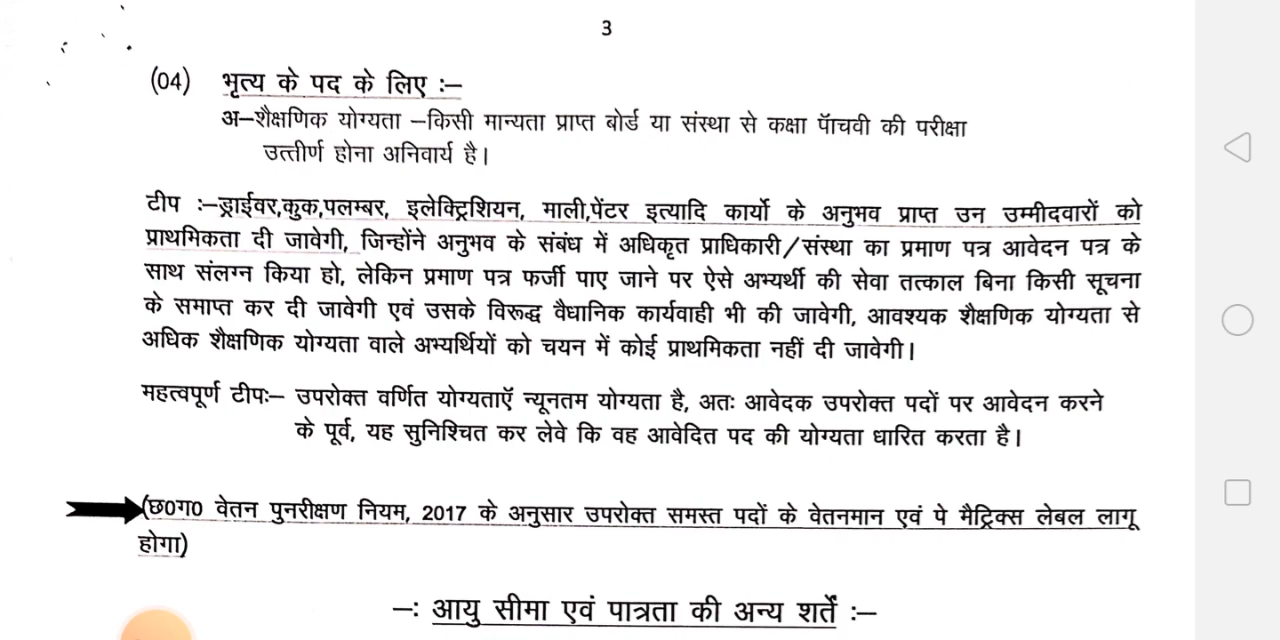 3
(04) भृत्य के पद के लिए :–
अ–शैक्षणिक योग्यता –किसी मान्यता प्राप्त बोर्ड या संस्था से कक्षा पॅाचवी की परीक्षा
उत्तीर्ण होना अनिवार्य है।
टीप :–ड्राईवर,कुक,पलम्बर, इलेक्ट्रिशियन, माली,पेंटर इत्यादि कार्यो के अनुभव प्राप्त उन उम्मीदवारों को
प्राथमिकता दी जावेगी, जिन्होंने अनुभव के संबंध में अधिकृत प्राधिकारी/संस्था का प्रमाण पत्र आवेदन पत्र के
साथ संलग्न किया हो, लेकिन प्रमाण पत्र फर्जी पाए जाने पर ऐसे अभ्यर्थी की सेवा तत्काल बिना किसी सूचना
के समाप्त कर दी जावेगी एवं उसके विरूद्ध वैधानिक कार्यवाही भी की जावेगी, आवश्यक शैक्षणिक योग्यता से
अधिक शैक्षणिक योग्यता वाले अभ्यर्थियों को चयन में कोई प्राथमिकता नहीं दी जावेगी।
महत्वपूर्ण टीपः– उपरोक्त वर्णित योग्यताऍ न्यूनतम योग्यता है, अतः आवेदक उपरोक्त पदों पर आवेदन करने
के पूर्व, यह सुनिश्चित कर लेवे कि वह आवेदित पद की योग्यता धारित करता है।
(छ0ग0 वेतन पुनरीक्षण नियम, 2017 के अनुसार उपरोक्त समस्त पदों के वेतनमान एवं पे मैट्रिक्स लेबल लागू
होगा)
–: आयु सीमा एवं पात्रता की अन्य शर्तें :–